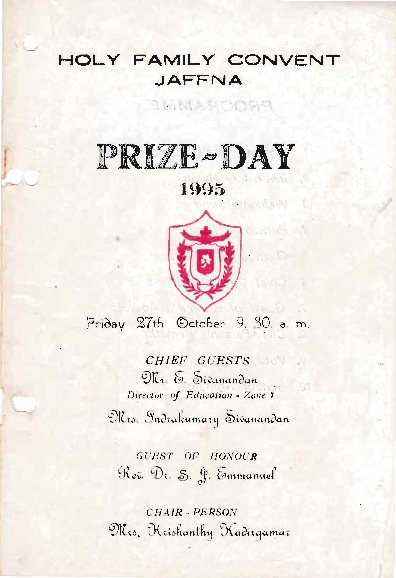 HOLY FAMILY CONVENT
JAFFNA
PROGRAMME
PRIZE-DAY
1995
Friday 27th October 9. 30. a. m.
CHIEF GUESTS
Mr. T. Sivanandan
Director of Education - Zone 1
Mrs. Indrakumary Sivanandan
GUEST OF HONOUR
Rev. Dr. S. J. Emmanuel
CHAIR - PERSON
Mrs. Krishanthy Kadirgamar